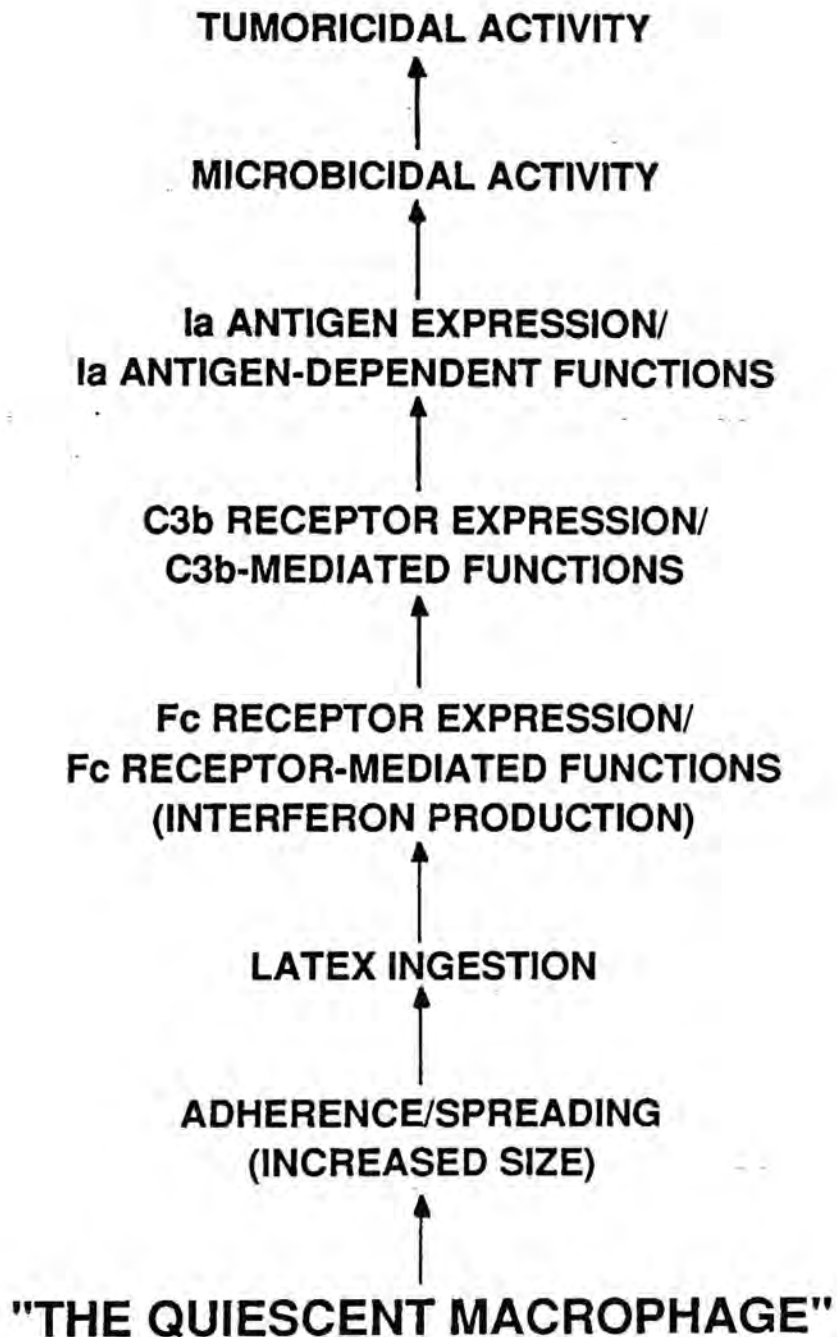 TUMORICIDAL ACTIVITY
MICROBICIDAL ACTIVITY
Ia ANTIGEN EXPRESSION/
Ia ANTIGEN-DEPENDENT FUNCTIONS
C3b RECEPTOR EXPRESSION/
C3b-MEDIATED FUNCTIONS
Fc RECEPTOR EXPRESSION/
Fc RECEPTOR-MEDIATED FUNCTIONS
(INTERFERON PRODUCTION)
LATEX INGESTION
ADHERENCE/SPREADING
(INCREASED SIZE)
"THE QUIESCENT MACROPHAGE"